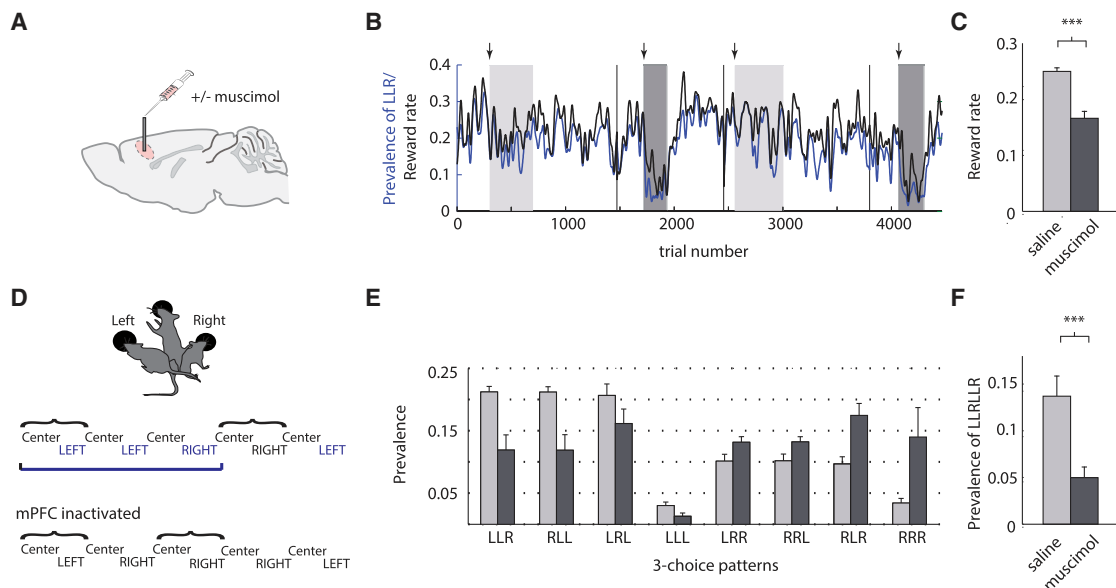 A
+/- muscimol
B
Prevalence of LLR/
Reward rate
0.4
0.3
0.2
0.1
0
0
1000
2000
3000
4000
trial number
C
***
Reward rate
0.3
0.2
0.1
0
saline
muscimol
D
Left
Right
Center Center Center Center Center
LEFT LEFT RIGHT RIGHT LEFT
mPFC inactivated
Center Center Center Center Center
LEFT RIGHT RIGHT RIGHT LEFT
E
Prevalence
0.25
0.15
0.05
LLR RLL LRL LLL LRR RRL RLR RRR
3-choice patterns
F
***
Prevalence of LLRLLR
0.15
0.1
0.05
0
saline
muscimol